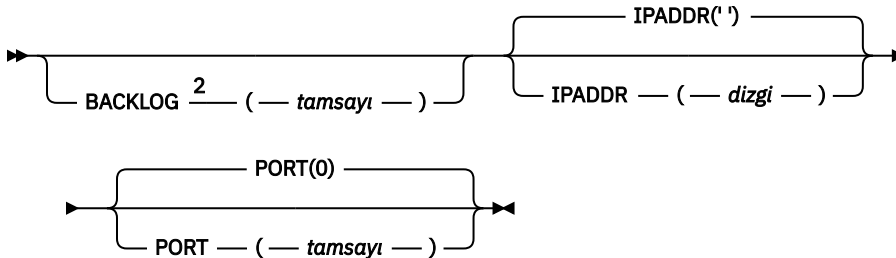 IPADDR(' ')
BACKLOG 2 ( tamsayı ) IPADDR ( dizgi )
PORT(0)
PORT ( tamsayı )